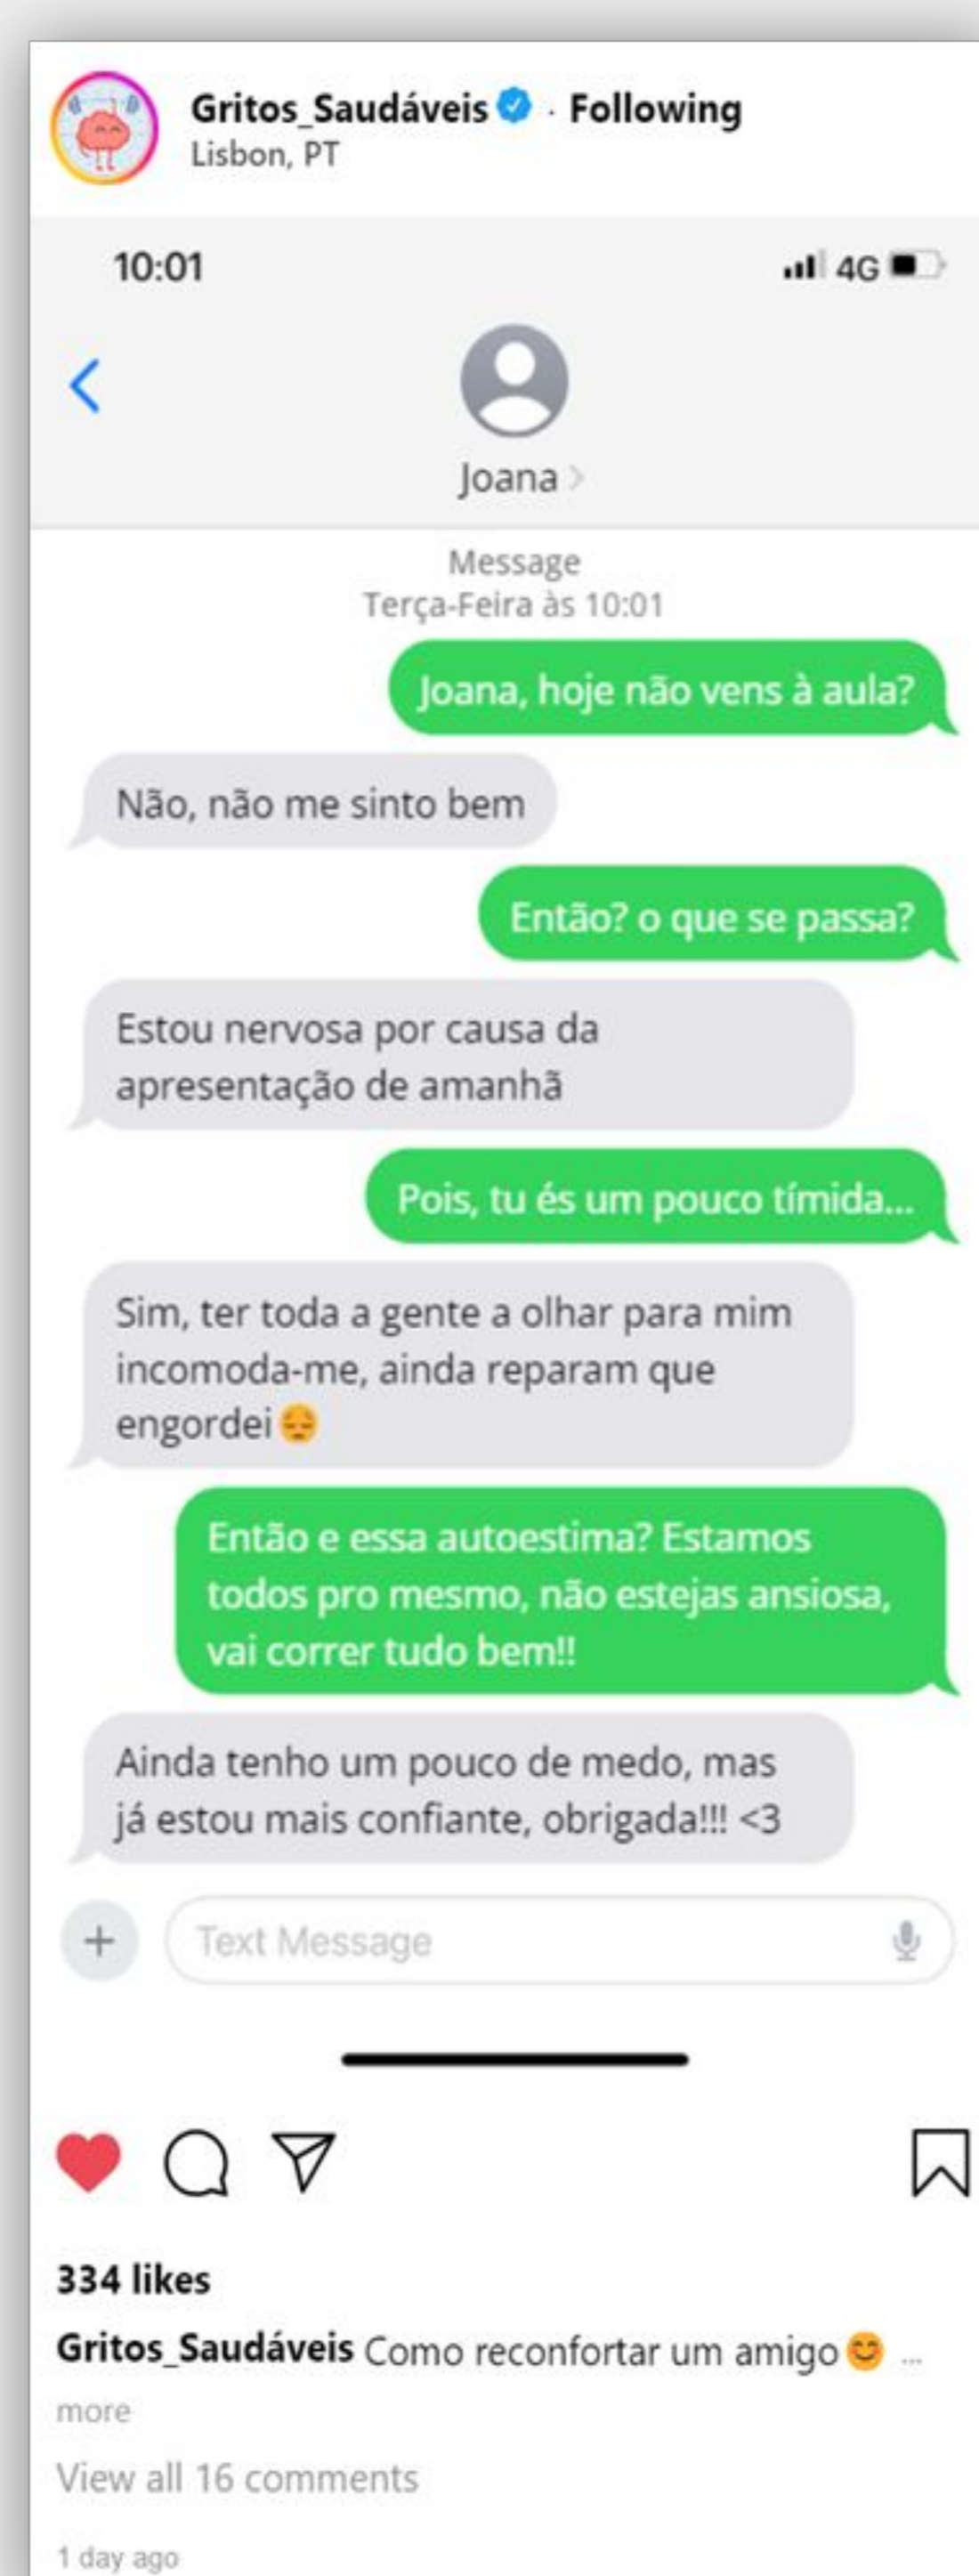 Gritos_Saudáveis · Following
Lisbon, PT
10:01
4G
Joana
Message
Terça-Feira às 10:01
Joana, hoje não vens à aula?
Não, não me sinto bem
Então? o que se passa?
Estou nervosa por causa da
apresentação de amanhã
Pois, tu és um pouco tímida...
Sim, ter toda a gente a olhar para mim
incomoda-me, ainda reparam que
engordei😔
Então e essa autoestima? Estamos
todos pro mesmo, não estejas ansiosa,
vai correr tudo bem!!
Ainda tenho um pouco de medo, mas
já estou mais confiante, obrigada!!! <3
Text Message
334 likes
Gritos_Saudáveis Como reconfortar um amigo😊 ...
more
View all 16 comments
1 day ago